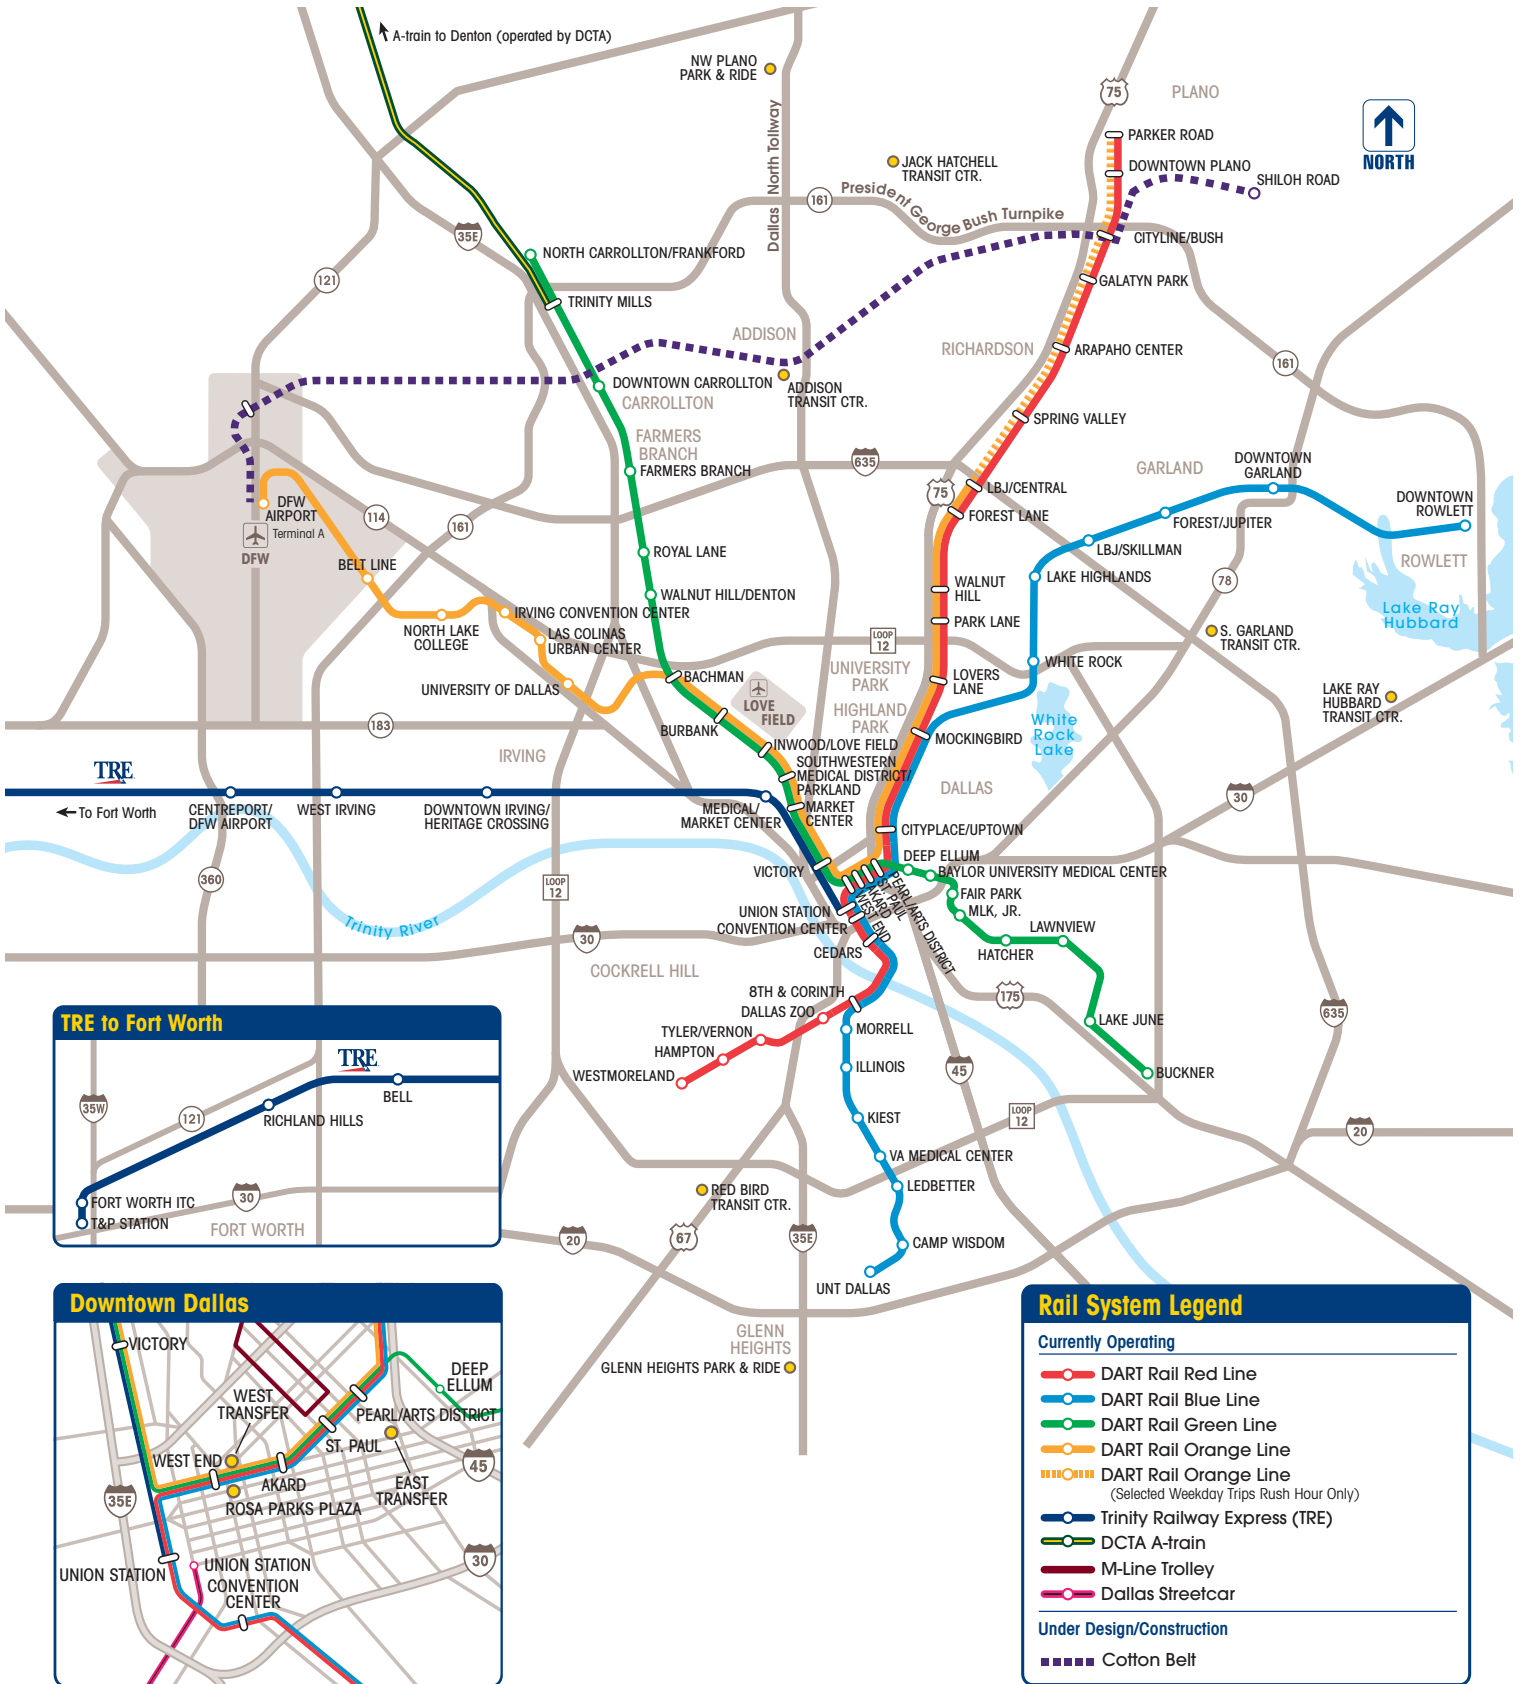 A-train to Denton (operated by DCTA)
NW PLANO
PARK & RIDE
Dallas North Tollway
75
PLANO
NORTH
PARKER ROAD
JACK HATCHELL
TRANSIT CTR.
DOWNTOWN PLANO
SHILOH ROAD
161
President George Bush Turnpike
35E
CITYLINE/BUSH
NORTH CARROLLTON/FRANKFORD
121
GALATYN PARK
TRINITY MILLS
ADDISON
RICHARDSON
ARAPAHO CENTER
161
DOWNTOWN CARROLLTON
ADDISON
TRANSIT CTR.
CARROLLTON
SPRING VALLEY
FARMERS
BRANCH
FARMERS BRANCH
635
GARLAND
DOWNTOWN
GARLAND
75
LBJ/CENTRAL
DOWNTOWN
ROWLETT
DFW
AIRPORT
Terminal A
DFW
114
161
FOREST LANE
FOREST/JUPITER
ROYAL LANE
LBJ/SKILLMAN
ROWLETT
BELT LINE
WALNUT
HILL
LAKE HIGHLANDS
78
WALNUT HILL/DENTON
Lake Ray
Hubbard
IRVING CONVENTION CENTER
PARK LANE
NORTH LAKE
COLLEGE
LAS COLINAS
URBAN CENTER
LOOP
12
S. GARLAND
TRANSIT CTR.
UNIVERSITY
PARK
WHITE ROCK
BACHMAN
LOVERS
LANE
UNIVERSITY OF DALLAS
LOVE
FIELD
LAKE RAY
HUBBARD
TRANSIT CTR.
HIGHLAND
PARK
183
BURBANK
White
Rock
Lake
MOCKINGBIRD
IRVING
INWOOD/LOVE FIELD
SOUTHWESTERN
MEDICAL DISTRICT/
PARKLAND
TRE
DALLAS
30
To Fort Worth
CENTREPORT/
DFW AIRPORT
WEST IRVING
DOWNTOWN IRVING/
HERITAGE CROSSING
MEDICAL/
MARKET CENTER
MARKET
CENTER
CITYPLACE/UPTOWN
DEEP ELLUM
VICTORY
BAYLOR UNIVERSITY MEDICAL CENTER
360
LOOP
12
PEARL/ARTS DISTRICT
ST. PAUL
AKARD
WEST END
FAIR PARK
MLK, JR.
UNION STATION
CONVENTION CENTER
Trinity River
LAWNVIEW
30
CEDARS
HATCHER
COCKRELL HILL
175
8TH & CORINTH
DALLAS ZOO
635
TYLER/VERNON
MORRELL
LAKE JUNE
HAMPTON
WESTMORELAND
ILLINOIS
45
BUCKNER
KIEST
LOOP
12
20
VA MEDICAL CENTER
LEDBETTER
RED BIRD
TRANSIT CTR.
20
67
35E
CAMP WISDOM
UNT DALLAS
GLENN
HEIGHTS
GLENN HEIGHTS PARK & RIDE
TRE to Fort Worth
TRE
35W
121
BELL
RICHLAND HILLS
FORT WORTH ITC
30
T&P STATION
FORT WORTH
Downtown Dallas
VICTORY
DEEP
ELLUM
WEST
TRANSFER
PEARL/ARTS DISTRICT
ST. PAUL
WEST END
AKARD
45
EAST
TRANSFER
35E
ROSA PARKS PLAZA
30
UNION STATION
UNION STATION
CONVENTION
CENTER
Rail System Legend
Currently Operating
DART Rail Red Line
DART Rail Blue Line
DART Rail Green Line
DART Rail Orange Line
DART Rail Orange Line
(Selected Weekday Trips Rush Hour Only)
Trinity Railway Express (TRE)
DCTA A-train
M-Line Trolley
Dallas Streetcar
Under Design/Construction
Cotton Belt